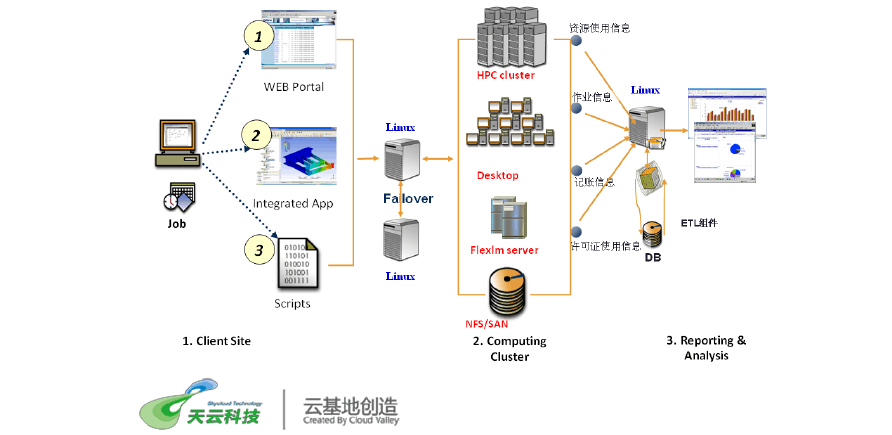 1
WEB Portal
2
Integrated App
3
010101
110101
010010
101001
001111
Scripts
Job
Linux
Failover
Linux
HPC cluster
Desktop
Flexlm server
NFS/SAN
资源使用信息
作业信息
记账信息
许可证使用信息
Linux
ETL组件
DB
1. Client Site
2. Computing
Cluster
3. Reporting &
Analysis
Skycloud Technology
天云科技
云基地创造
Created By Cloud Valley